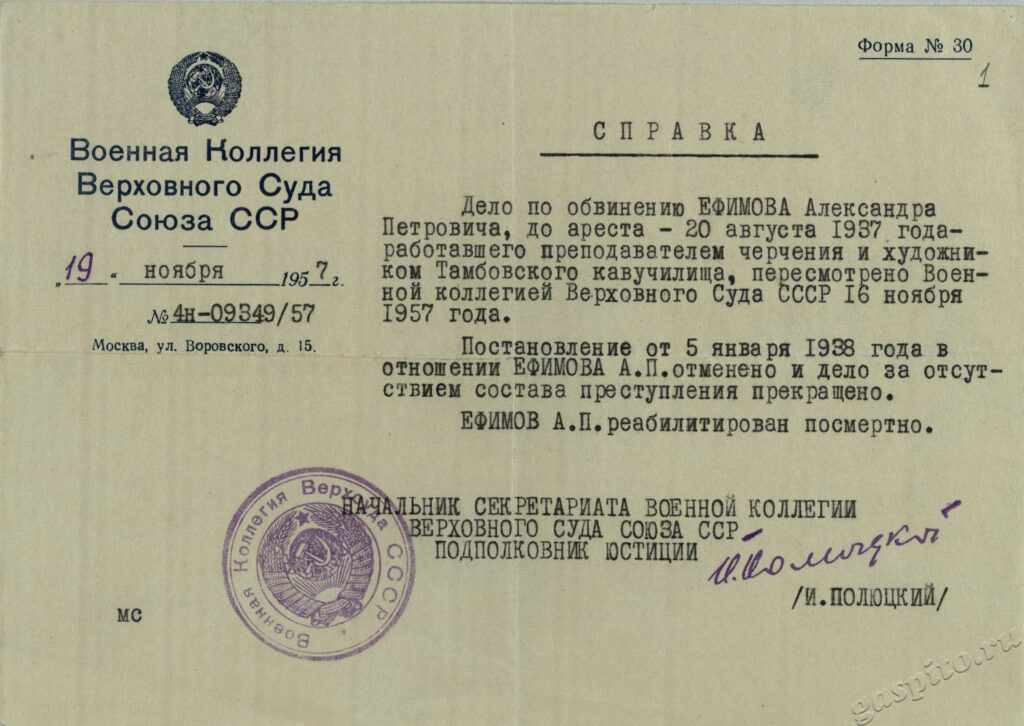 Форма № 30
1
Военная Коллегия
Верховного Суда
Союза ССР
„19 “ ноября 1957 г.
№ 4н-09349/57
Москва, ул. Воровского, д. 15.
СПРАВКА
Дело по обвинению ЕФИМОВА Александра
Петровича, до ареста - 20 августа 1937 года-
работавшего преподавателем черчения и художни-
ком Тамбовского кавучилища, пересмотрено Воен-
ной коллегией Верховного Суда СССР 16 ноября
1957 года.
Постановление от 5 января 1938 года в
отношении ЕФИМОВА А.П.отменено и дело за отсут-
ствием состава преступления прекращено.
ЕФИМОВ А.П.реабилитирован посмертно.
НАЧАЛЬНИК СЕКРЕТАРИАТА ВОЕННОЙ КОЛЛЕГИИ
ВЕРХОВНОГО СУДА СОЮЗА ССР
ПОДПОЛКОВНИК ЮСТИЦИИ
/И.ПОЛЮЦКИЙ/
Военная Коллегия Верхсуда СССР
МС
gaspito.ru